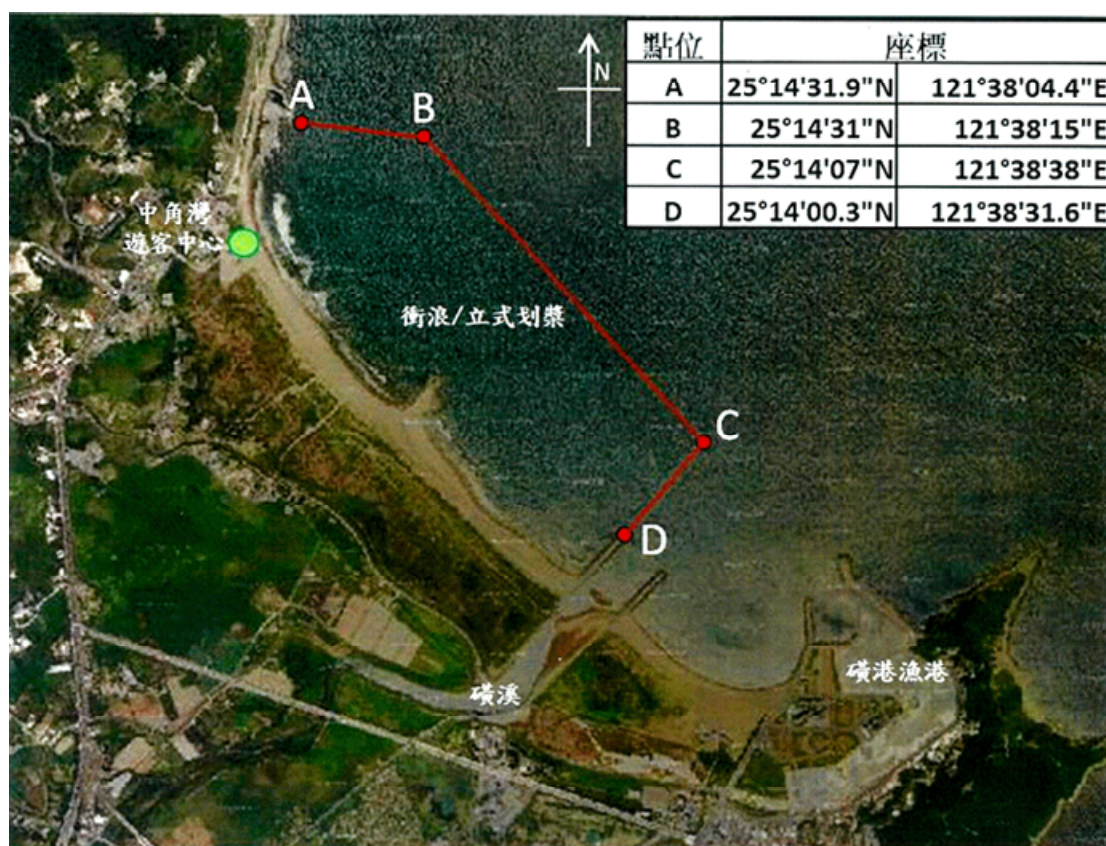 點位 座標
A 25°14'31.9"N 121°38'04.4"E
B 25°14'31"N 121°38'15"E
C 25°14'07"N 121°38'38"E
D 25°14'00.3"N 121°38'31.6"E
N
A
B
中角灣
遊客中心
衝浪/立式划槳
C
D
磺溪
磺港漁港